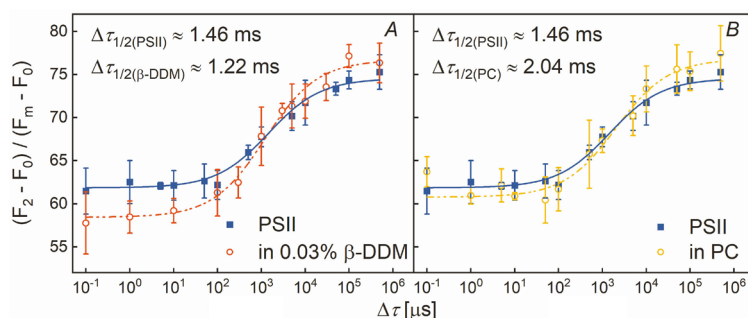 (F₂ - F₀) / (Fₘ - F₀)
80
75
70
65
60
55
Δτ₁/₂(PSII) ≈ 1.46 ms
Δτ₁/₂(β-DDM) ≈ 1.22 ms
A
PSII
in 0.03% β-DDM
10⁻¹ 10⁰ 10¹ 10² 10³ 10⁴ 10⁵ 10⁶
Δτ₁/₂(PSII) ≈ 1.46 ms
Δτ₁/₂(PC) ≈ 2.04 ms
B
PSII
in PC
10⁻¹ 10⁰ 10¹ 10² 10³ 10⁴ 10⁵ 10⁶
Δτ [μs]